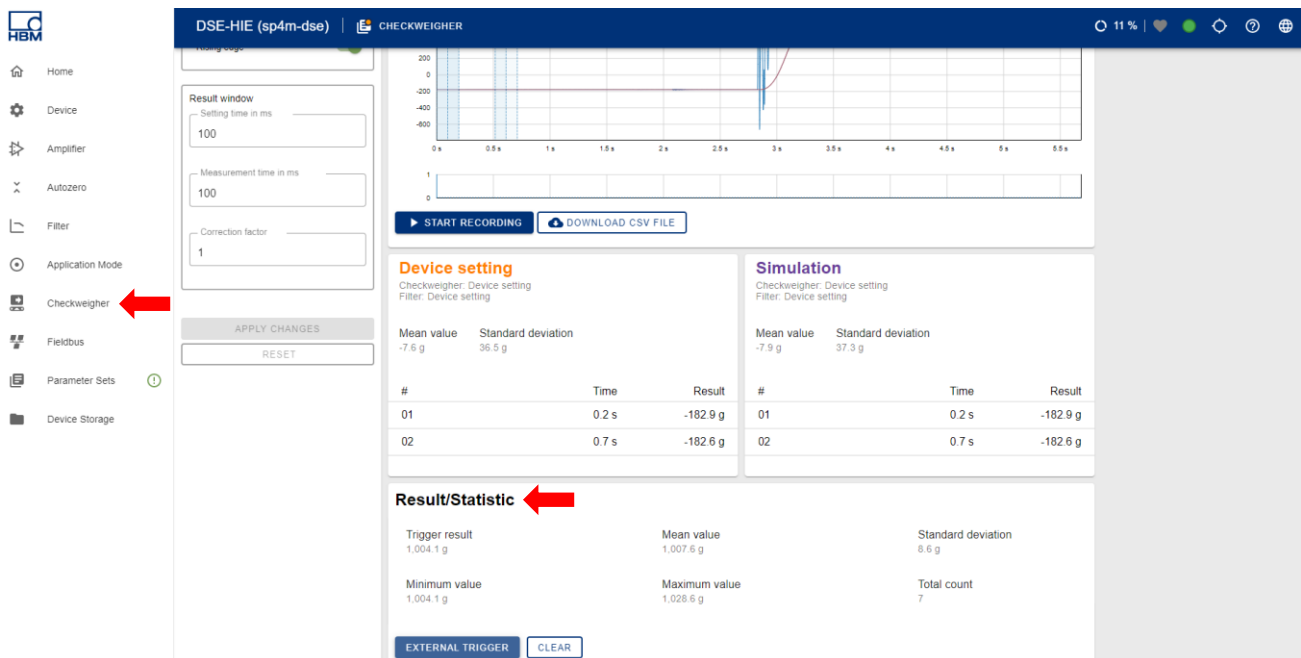 HBM
DSE-HIE (sp4m-dse)
CHECKWEIGHER
11 %
Home
Device
Amplifier
Autozero
Filter
Application Mode
Checkweigher
Fieldbus
Parameter Sets
Device Storage
Rising edge
Result window
Setting time in ms
100
Measurement time in ms
100
Correction factor
1
APPLY CHANGES
RESET
200
0
-200
-400
-600
0 s 0.5 s 1 s 1.5 s 2 s 2.5 s 3 s 3.5 s 4 s 4.5 s 5 s 5.5 s
1
0
START RECORDING DOWNLOAD CSV FILE
Device setting
Checkweigher: Device setting
Filter: Device setting
Mean value Standard deviation
-7.6 g 36.5 g
# Time Result
01 0.2 s -182.9 g
02 0.7 s -182.6 g
Simulation
Checkweigher: Device setting
Filter: Device setting
Mean value Standard deviation
-7.9 g 37.3 g
# Time Result
01 0.2 s -182.9 g
02 0.7 s -182.6 g
Result/Statistic
Trigger result Mean value Standard deviation
1,004.1 g 1,007.6 g 8.6 g
Minimum value Maximum value Total count
1,004.1 g 1,028.6 g 7
EXTERNAL TRIGGER CLEAR